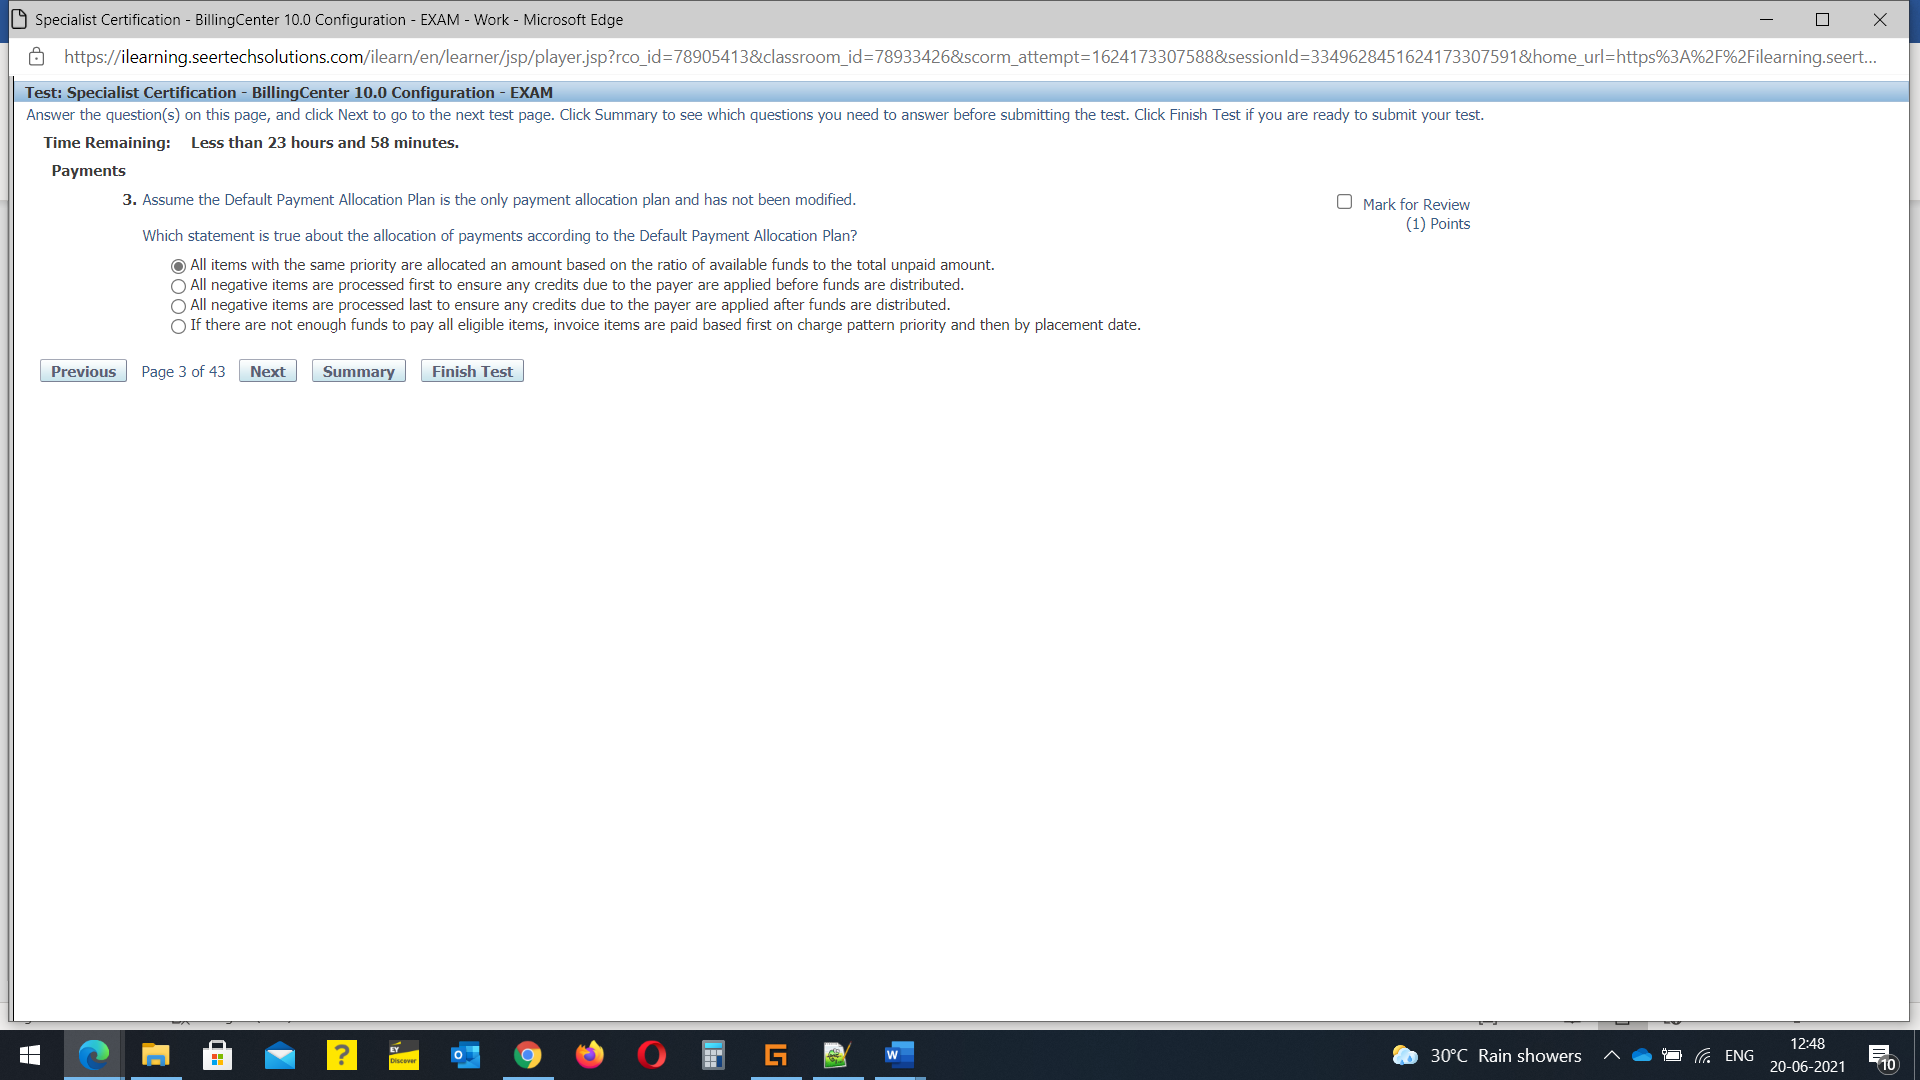 Specialist Certification - BillingCenter 10.0 Configuration - EXAM - Work - Microsoft Edge
https://ilearning.seertechsolutions.com/ilearn/en/learner/jsp/player.jsp?rco_id=78905413&classroom_id=78933426&scorm_attempt=1624173307588&sessionId=3349628451624173307591&home_url=https%3A%2F%2Filearning.seert...
Test: Specialist Certification - BillingCenter 10.0 Configuration - EXAM
Answer the question(s) on this page, and click Next to go to the next test page. Click Summary to see which questions you need to answer before submitting the test. Click Finish Test if you are ready to submit your test.
Time Remaining: Less than 23 hours and 58 minutes.
Payments
3. Assume the Default Payment Allocation Plan is the only payment allocation plan and has not been modified.
Mark for Review
(1) Points
Which statement is true about the allocation of payments according to the Default Payment Allocation Plan?
All items with the same priority are allocated an amount based on the ratio of available funds to the total unpaid amount.
All negative items are processed first to ensure any credits due to the payer are applied before funds are distributed.
All negative items are processed last to ensure any credits due to the payer are applied after funds are distributed.
If there are not enough funds to pay all eligible items, invoice items are paid based first on charge pattern priority and then by placement date.
Previous Page 3 of 43 Next Summary Finish Test
EY
Discover
30°C Rain showers
ENG
12:48
20-06-2021
10